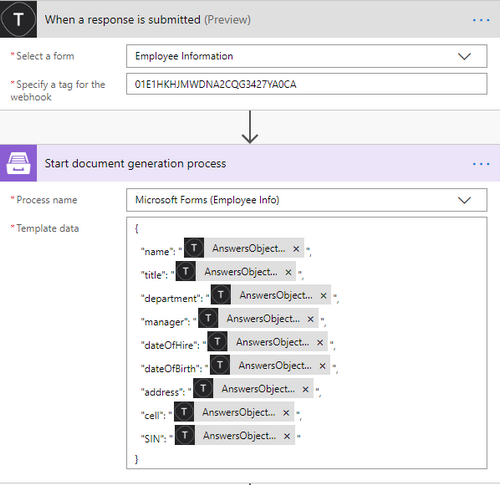 T When a response is submitted (Preview) ...
* Select a form Employee Information
* Specify a tag for the webhook 01E1HKHJMWDNA2CQG3427YA0CA
Start document generation process ...
* Process name Microsoft Forms (Employee Info)
* Template data {
"name": " T AnswersObject... × ",
"title": " T AnswersObject... × ",
"department": " T AnswersObject... × ",
"manager": " T AnswersObject... × ",
"dateOfHire": " T AnswersObject... × ",
"dateOfBirth": " T AnswersObject... × ",
"address": " T AnswersObject... × ",
"cell": " T AnswersObject... × ",
"SIN": " T AnswersObject... × "
}